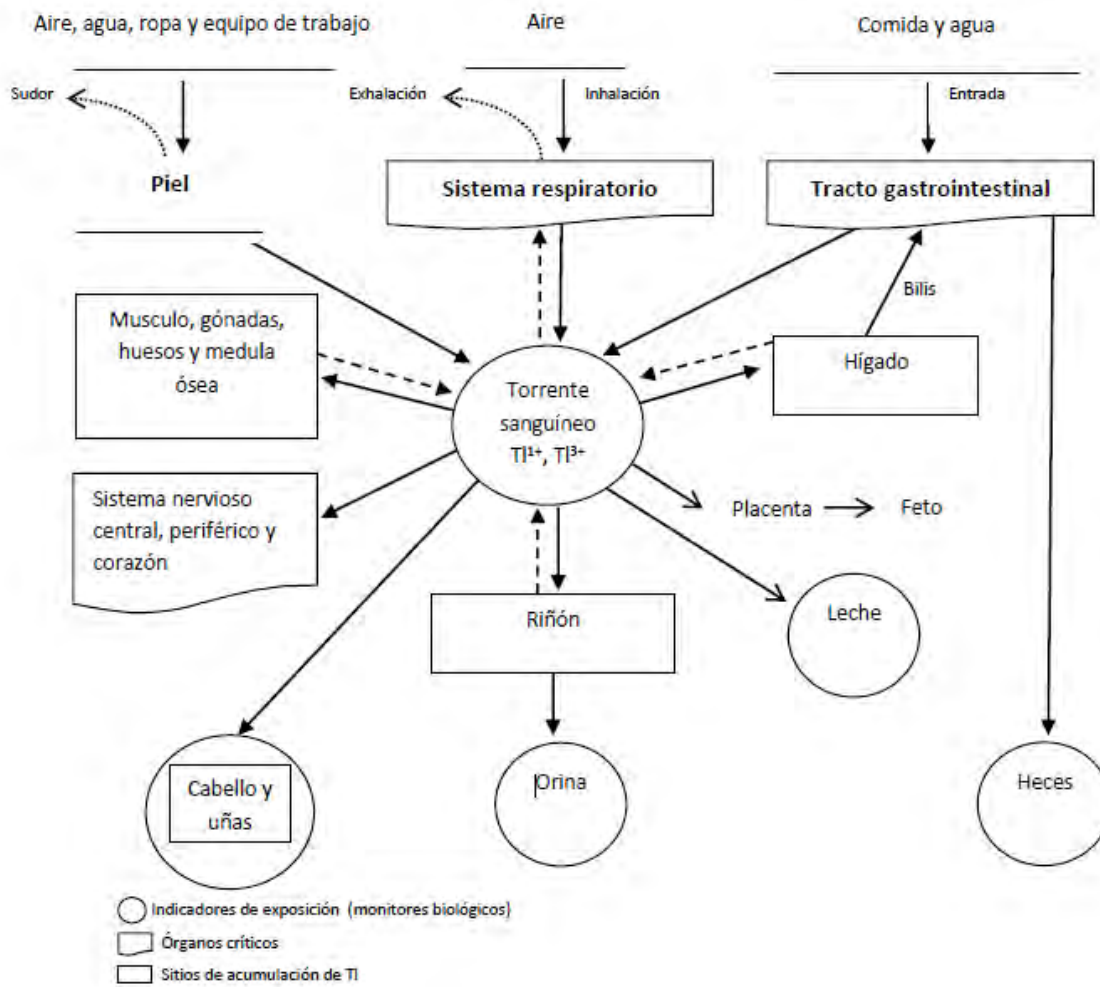 Aire, agua, ropa y equipo de trabajo
Aire
Comida y agua
Sudor
Exhalación
Inhalación
Entrada
Piel
Sistema respiratorio
Tracto gastrointestinal
Bilis
Musculó, gónadas,
huesos y medula
ósea
Torrente
sanguíneo
Tl¹⁺, Tl³⁺
Hígado
Sistema nervioso
central, periférico y
corazón
Placenta
Feto
Riñón
Leche
Cabello y
uñas
Orina
Heces
Indicadores de exposición (monitores biológicos)
Órganos críticos
Sitios de acumulación de Tl